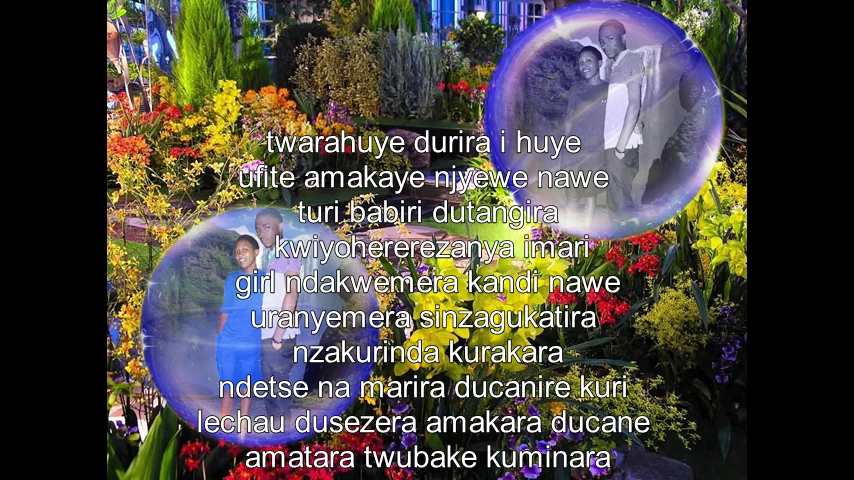 twarahuye durira i huye
ufite amakaye njyewe nawe
turi babiri dutangira
kwiyohererezanya imari
girl ndakwemera kandi nawe
uranyemera sinzagukatira
nzakurinda kurakara
ndetse na marira ducanire kuri
lechau dusezera amakara ducane
amatara twubake kuminara